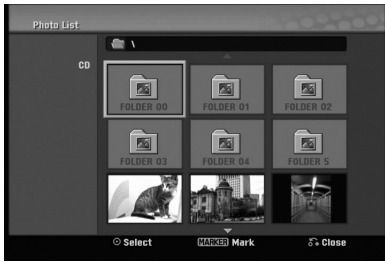 Photo List
\
CD
FOLDER 00 FOLDER 01 FOLDER 02
FOLDER 03 FOLDER 04 FOLDER 5
Select MARKER Mark Close